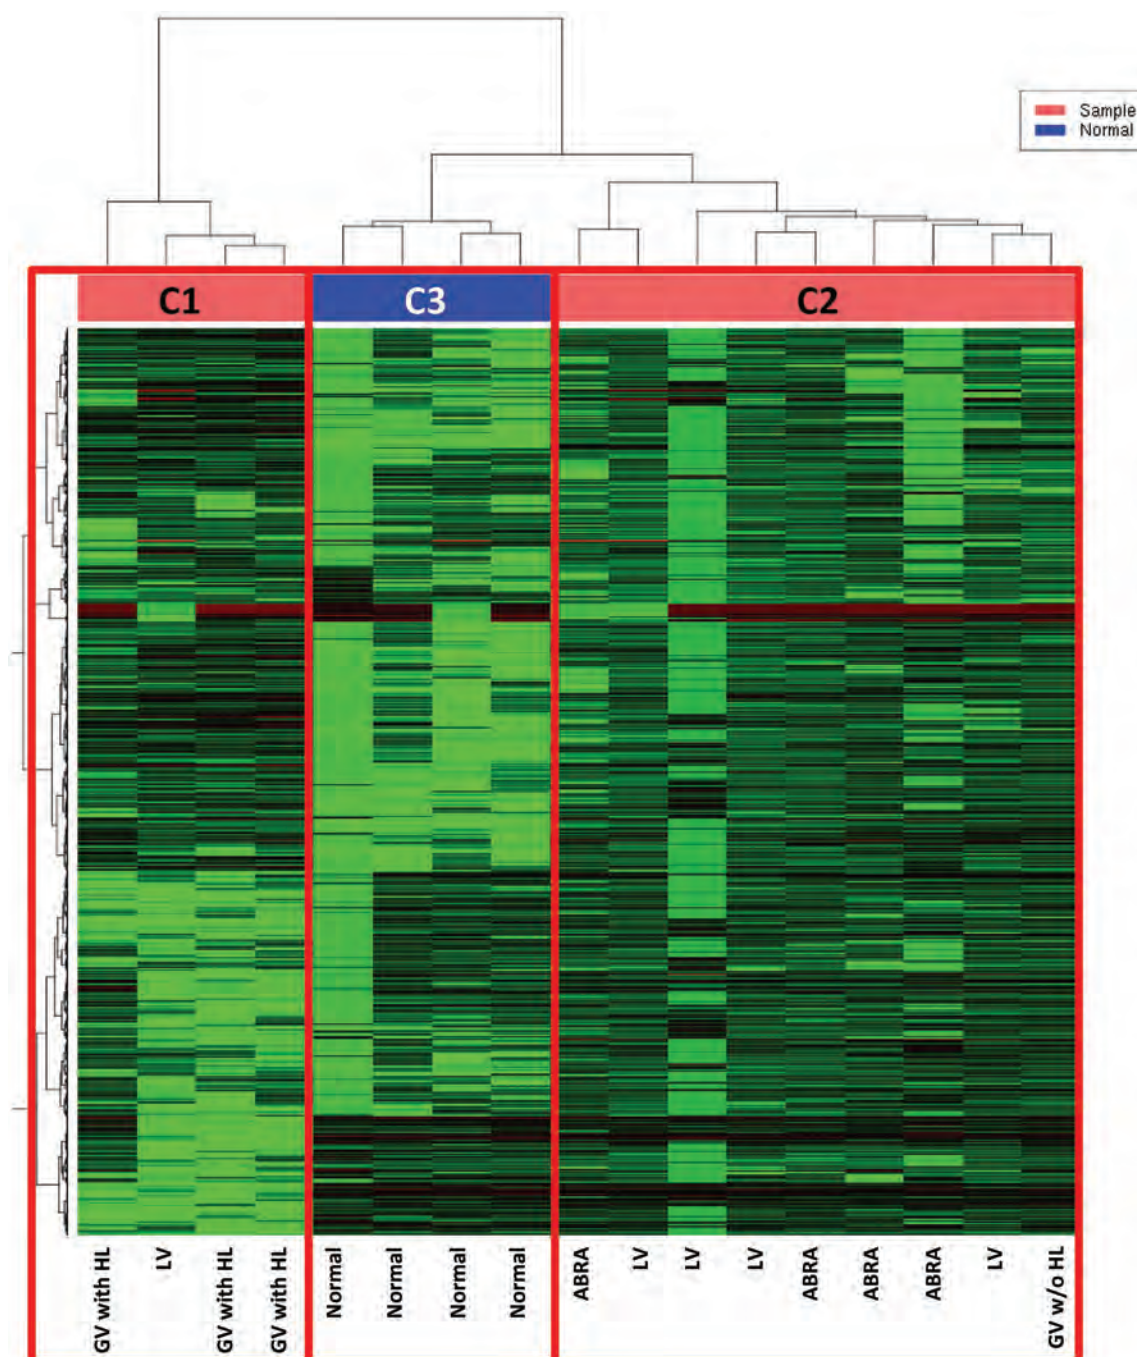 Sample
Normal
C1
C3
C2
GV with HL
LV
GV with HL
GV with HL
Normal
Normal
Normal
Normal
ABRA
LV
LV
LV
ABRA
ABRA
ABRA
LV
GV w/o HL